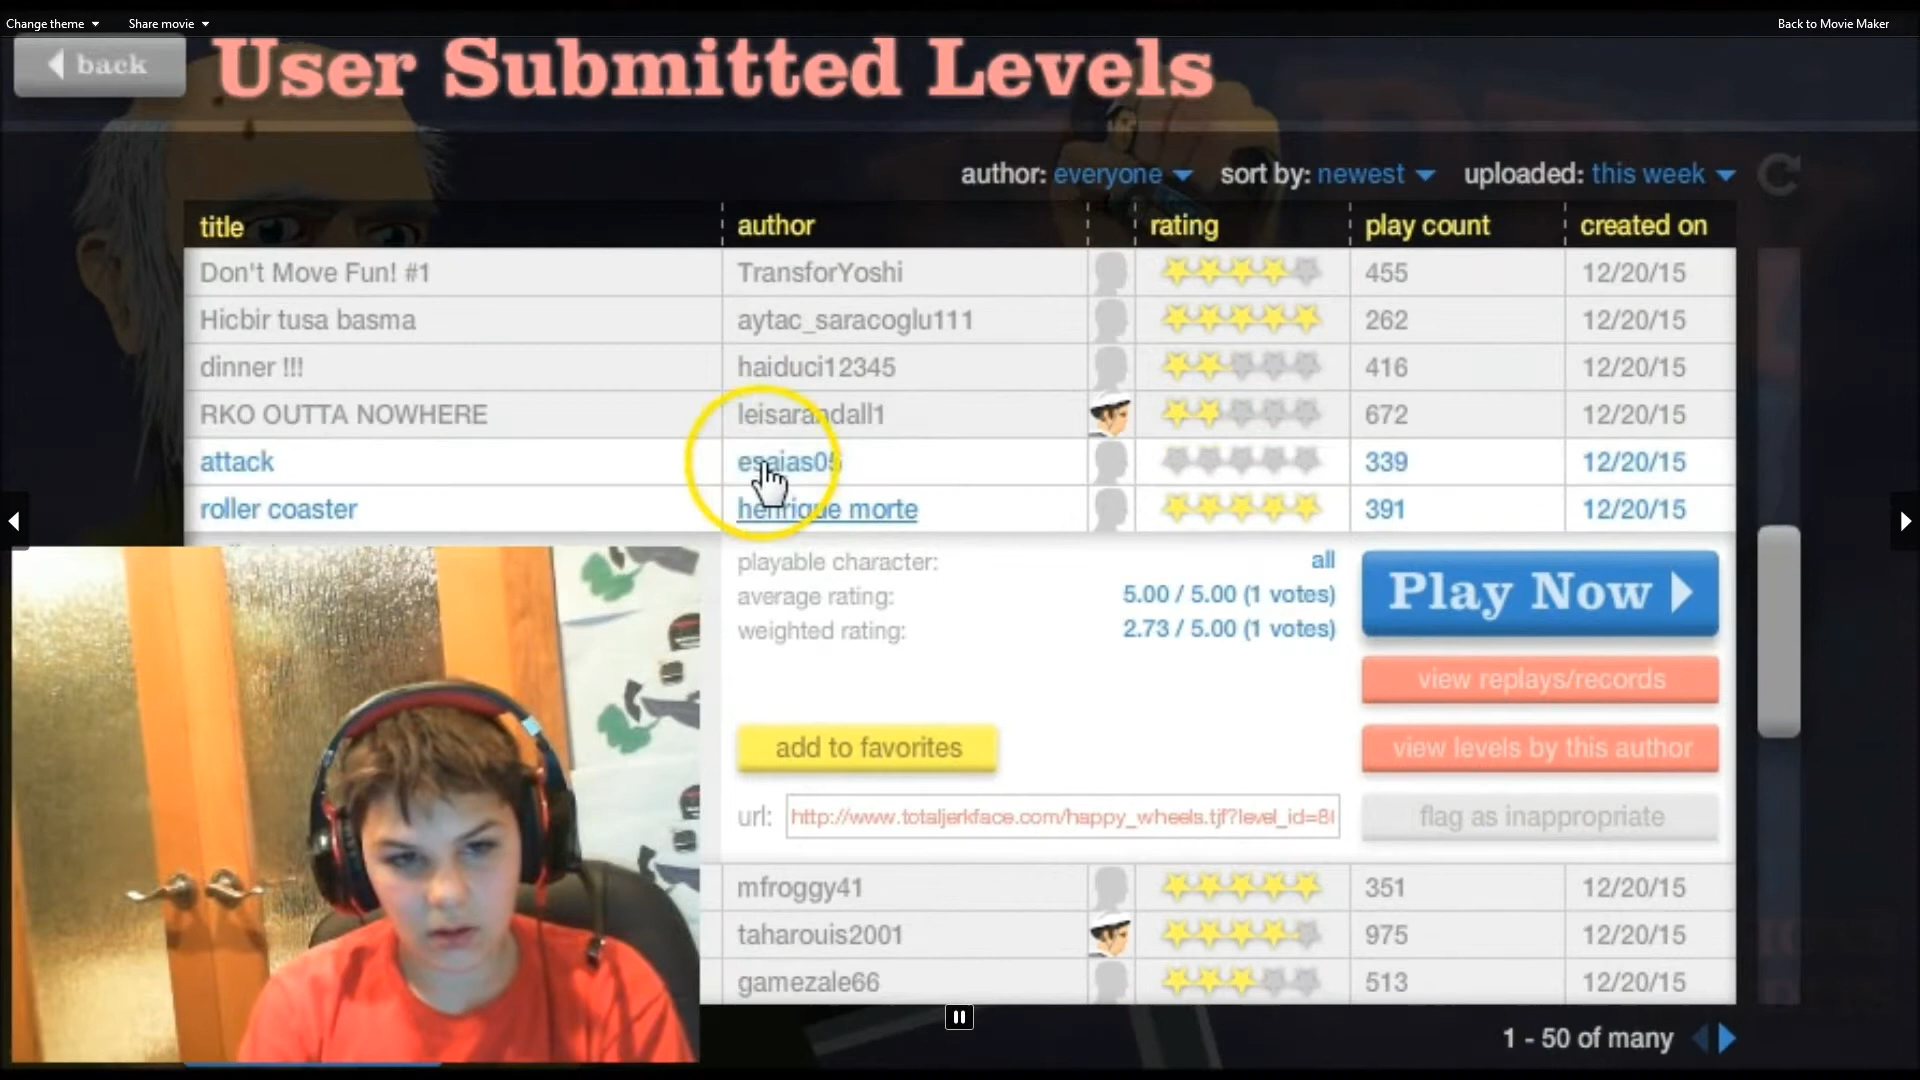 Change theme Share movie Back to Movie Maker
back User Submitted Levels
author: everyone sort by: newest uploaded: this week
title author rating play count created on
Don't Move Fun! #1 TransforYoshi 455 12/20/15
Hicbir tusa basma aytac_saracoglu111 262 12/20/15
dinner !!! haiduci12345 416 12/20/15
RKO OUTTA NOWHERE leisarandall1 672 12/20/15
attack esaias05 339 12/20/15
roller coaster henrique morte 391 12/20/15
playable character: all
average rating: 5.00 / 5.00 (1 votes)
weighted rating: 2.73 / 5.00 (1 votes)
Play Now
view replays/records
add to favorites view levels by this author
url: http://www.totaljerkface.com/happy_wheels.tjf?level_id=8 flag as inappropriate
mfroggy41 351 12/20/15
taharouis2001 975 12/20/15
gamezale66 513 12/20/15
1 - 50 of many